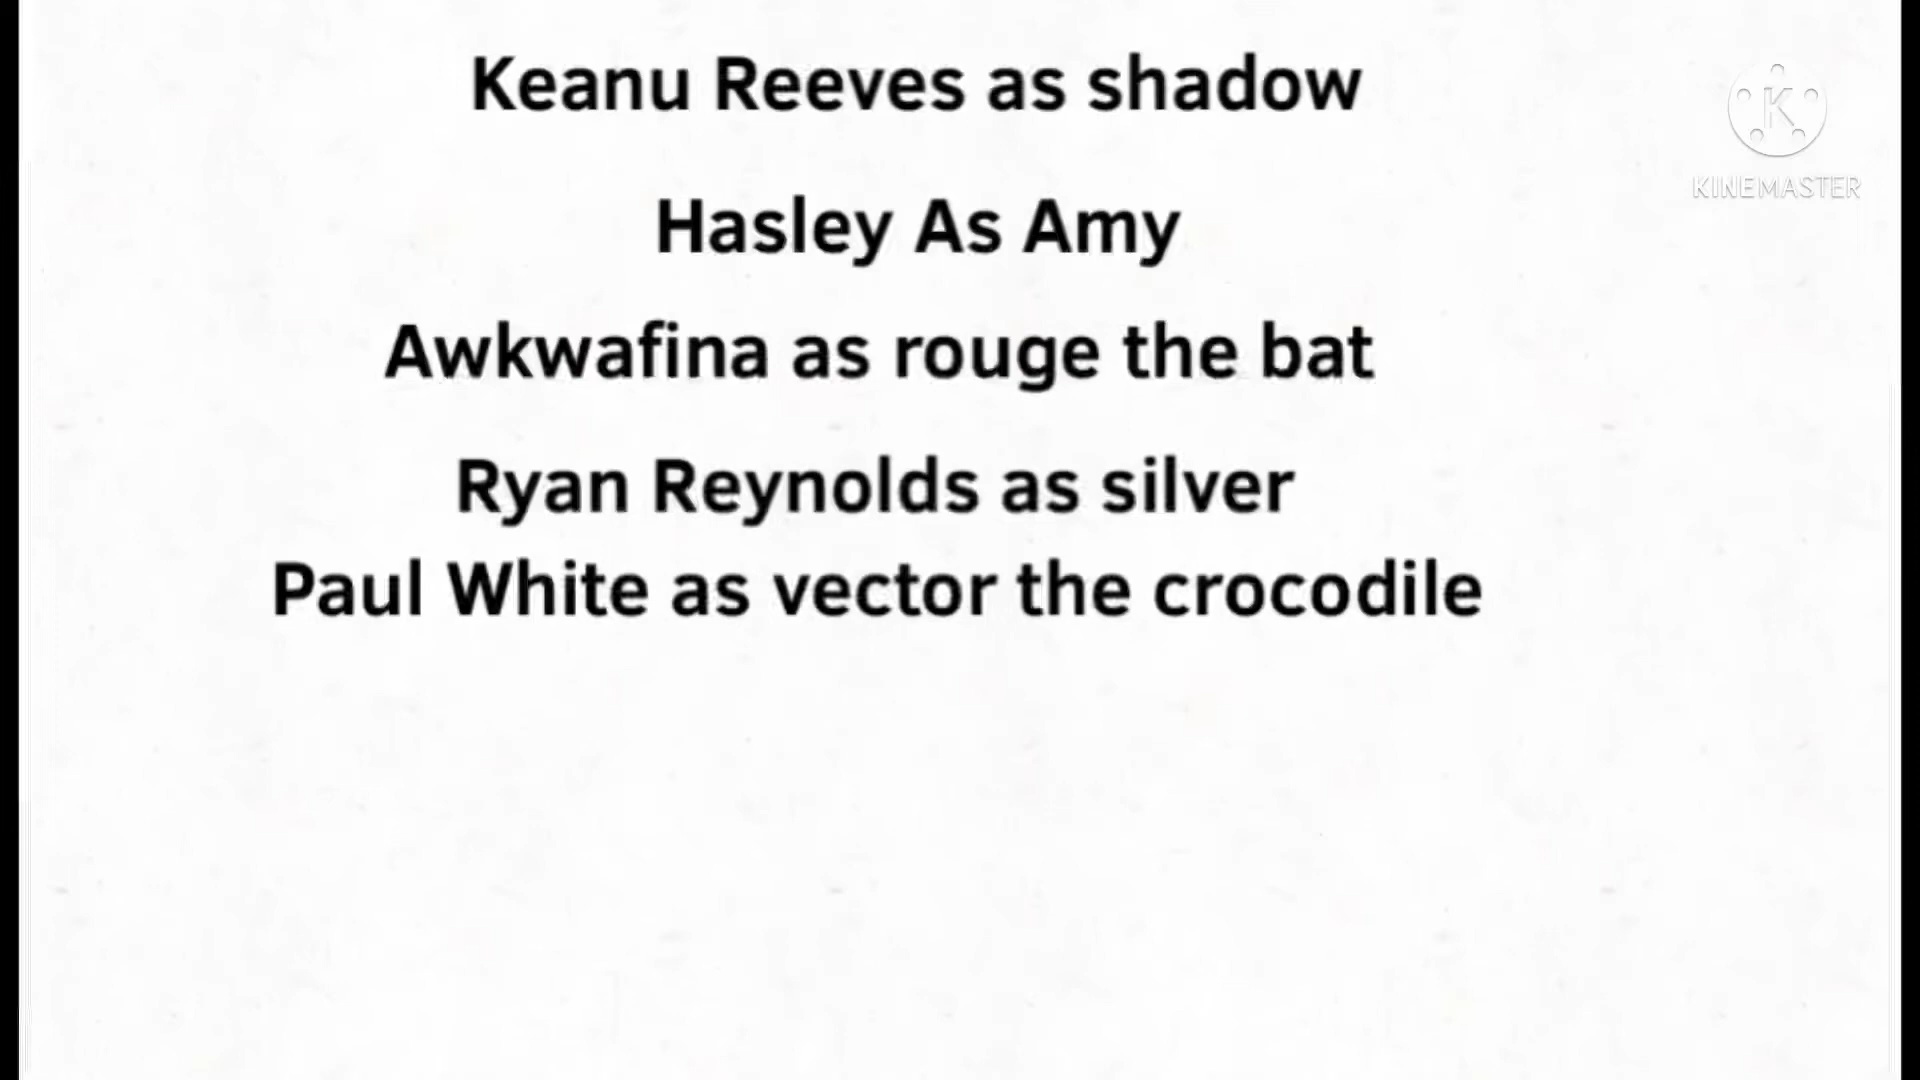 Keanu Reeves as shadow
K
KINEMASTER
Hasley As Amy
Awkwafina as rouge the bat
Ryan Reynolds as silver
Paul White as vector the crocodile